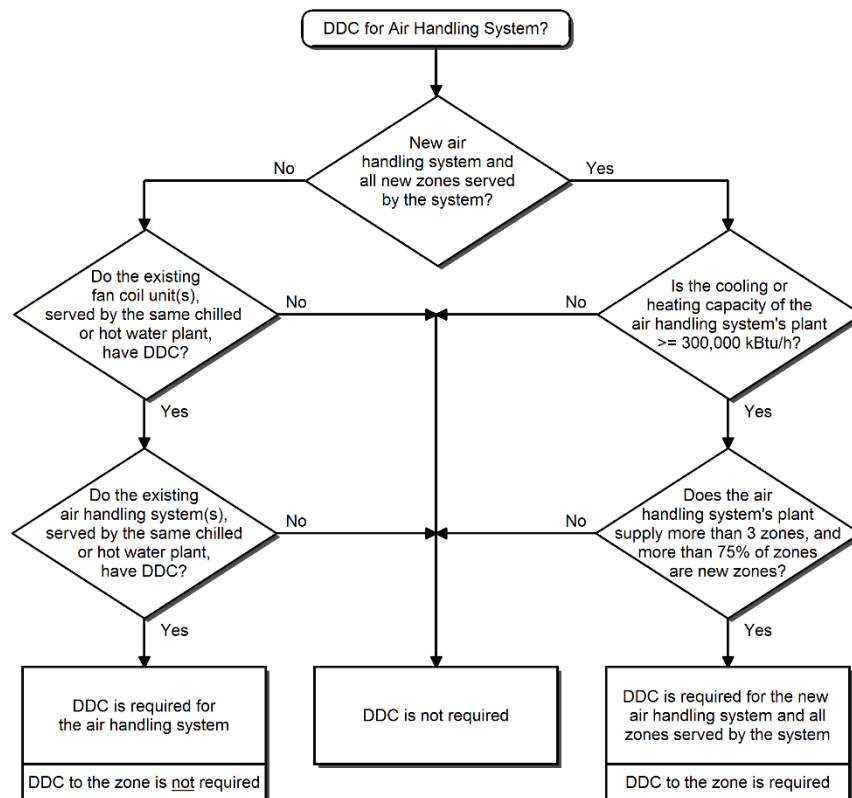 DDC for Air Handling System?
New air
handling system and
all new zones served
by the system?
No
Yes
Do the existing
fan coil unit(s),
served by the same chilled
or hot water plant,
have DDC?
No
No
Is the cooling or
heating capacity of the
air handling system's plant
>= 300,000 kBtu/h?
Yes
Yes
Do the existing
air handling system(s),
served by the same chilled
or hot water plant,
have DDC?
No
No
Does the air
handling system's plant
supply more than 3 zones, and
more than 75% of zones
are new zones?
Yes
Yes
DDC is required for
the air handling system
DDC to the zone is not required
DDC is not required
DDC is required for the new
air handling system and all
zones served by the system
DDC to the zone is required